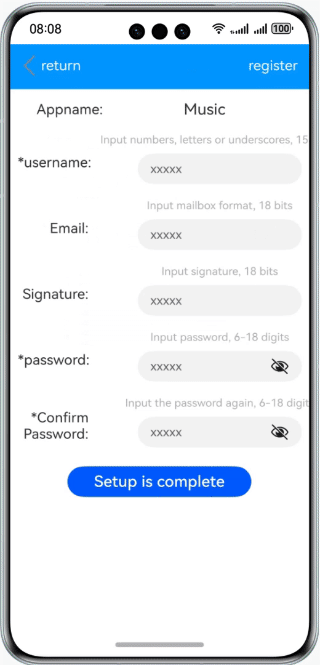 08:08 100
return register
Appname: Music
Input numbers, letters or underscores, 15
*username: xxxxx
Input mailbox format, 18 bits
Email: xxxxx
Input signature, 18 bits
Signature: xxxxx
Input password, 6-18 digits
*password: xxxxx
Input the password again, 6-18 digit
*Confirm
Password: xxxxx
Setup is complete